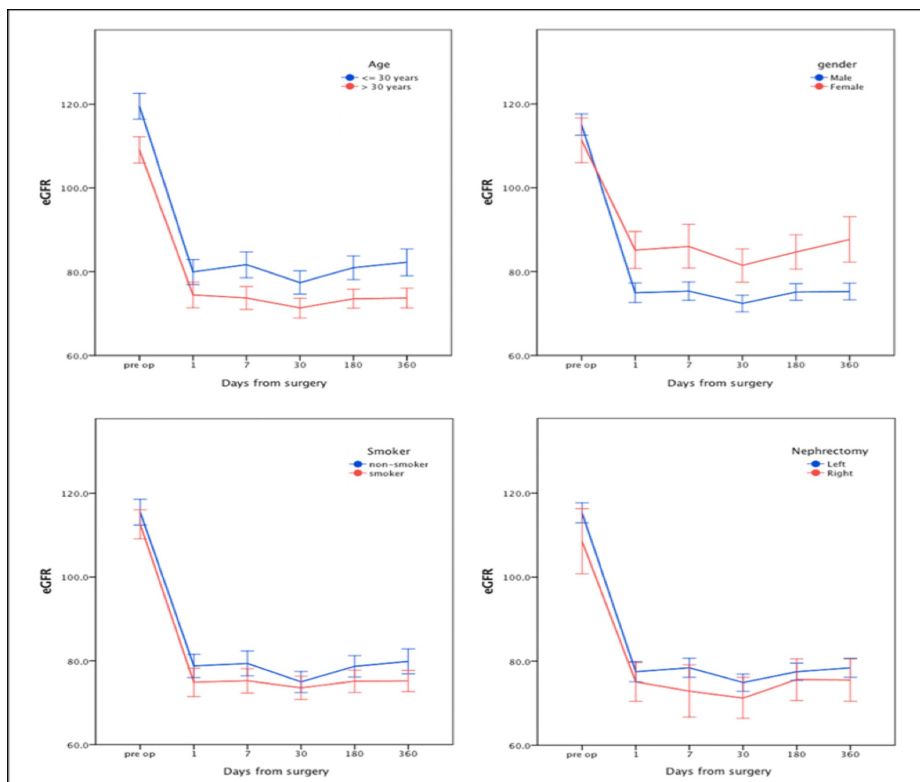 Age
<= 30 years
> 30 years
120.0
100.0
80.0
60.0
eGFR
pre op 1 7 30 180 360
Days from surgery
gender
Male
Female
120.0
100.0
80.0
60.0
eGFR
pre op 1 7 30 180 360
Days from surgery
Smoker
non-smoker
smoker
120.0
100.0
80.0
60.0
eGFR
pre op 1 7 30 180 360
Days from surgery
Nephrectomy
Left
Right
120.0
100.0
80.0
60.0
eGFR
pre op 1 7 30 180 360
Days from surgery